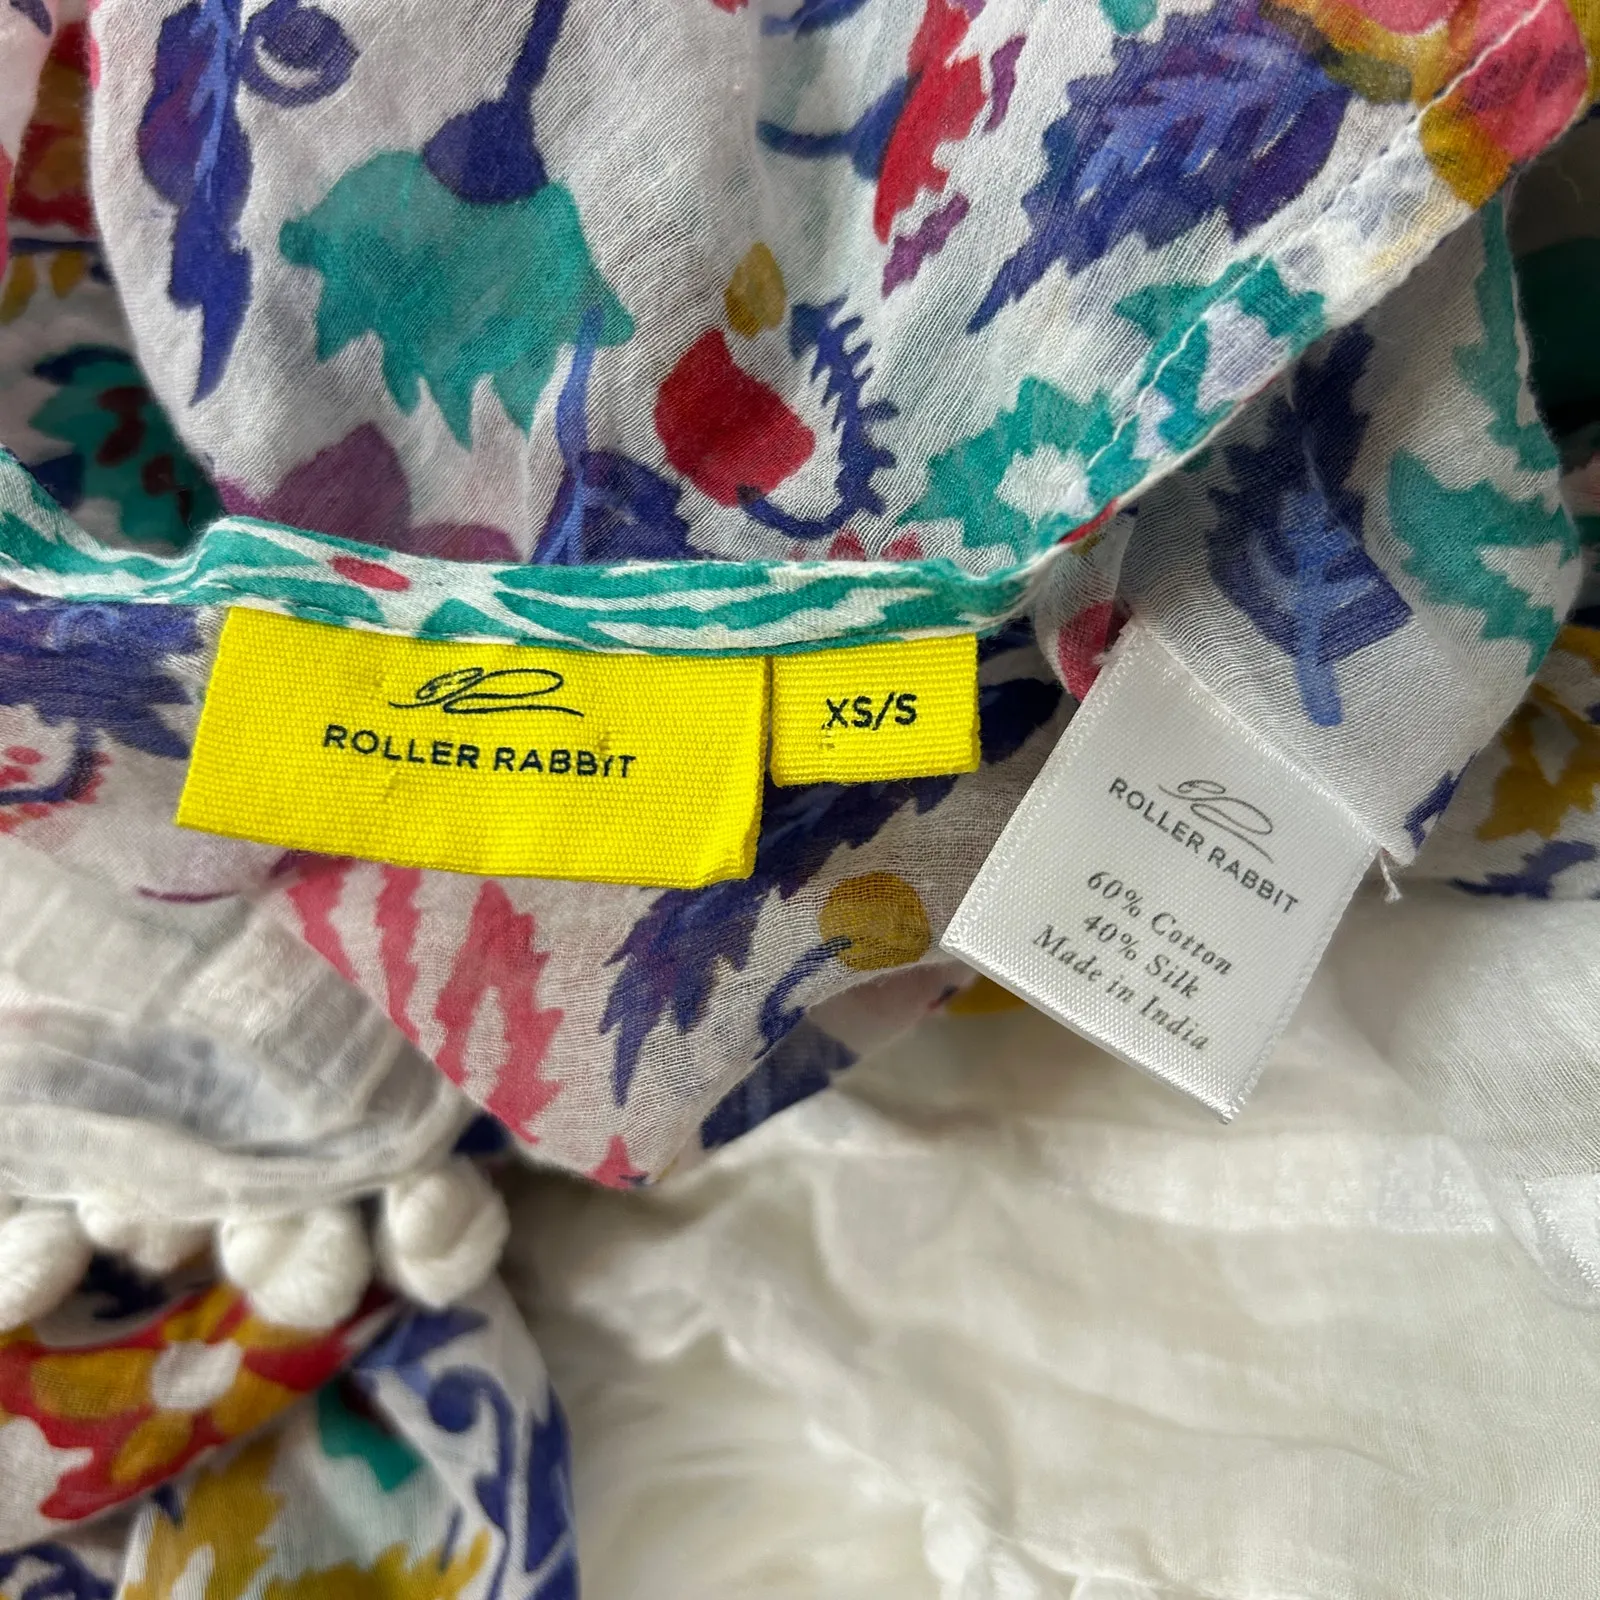 ROLLER RABBIT
XS/S
ROLLER RABBIT
60% Cotton
40% Silk
Made in India